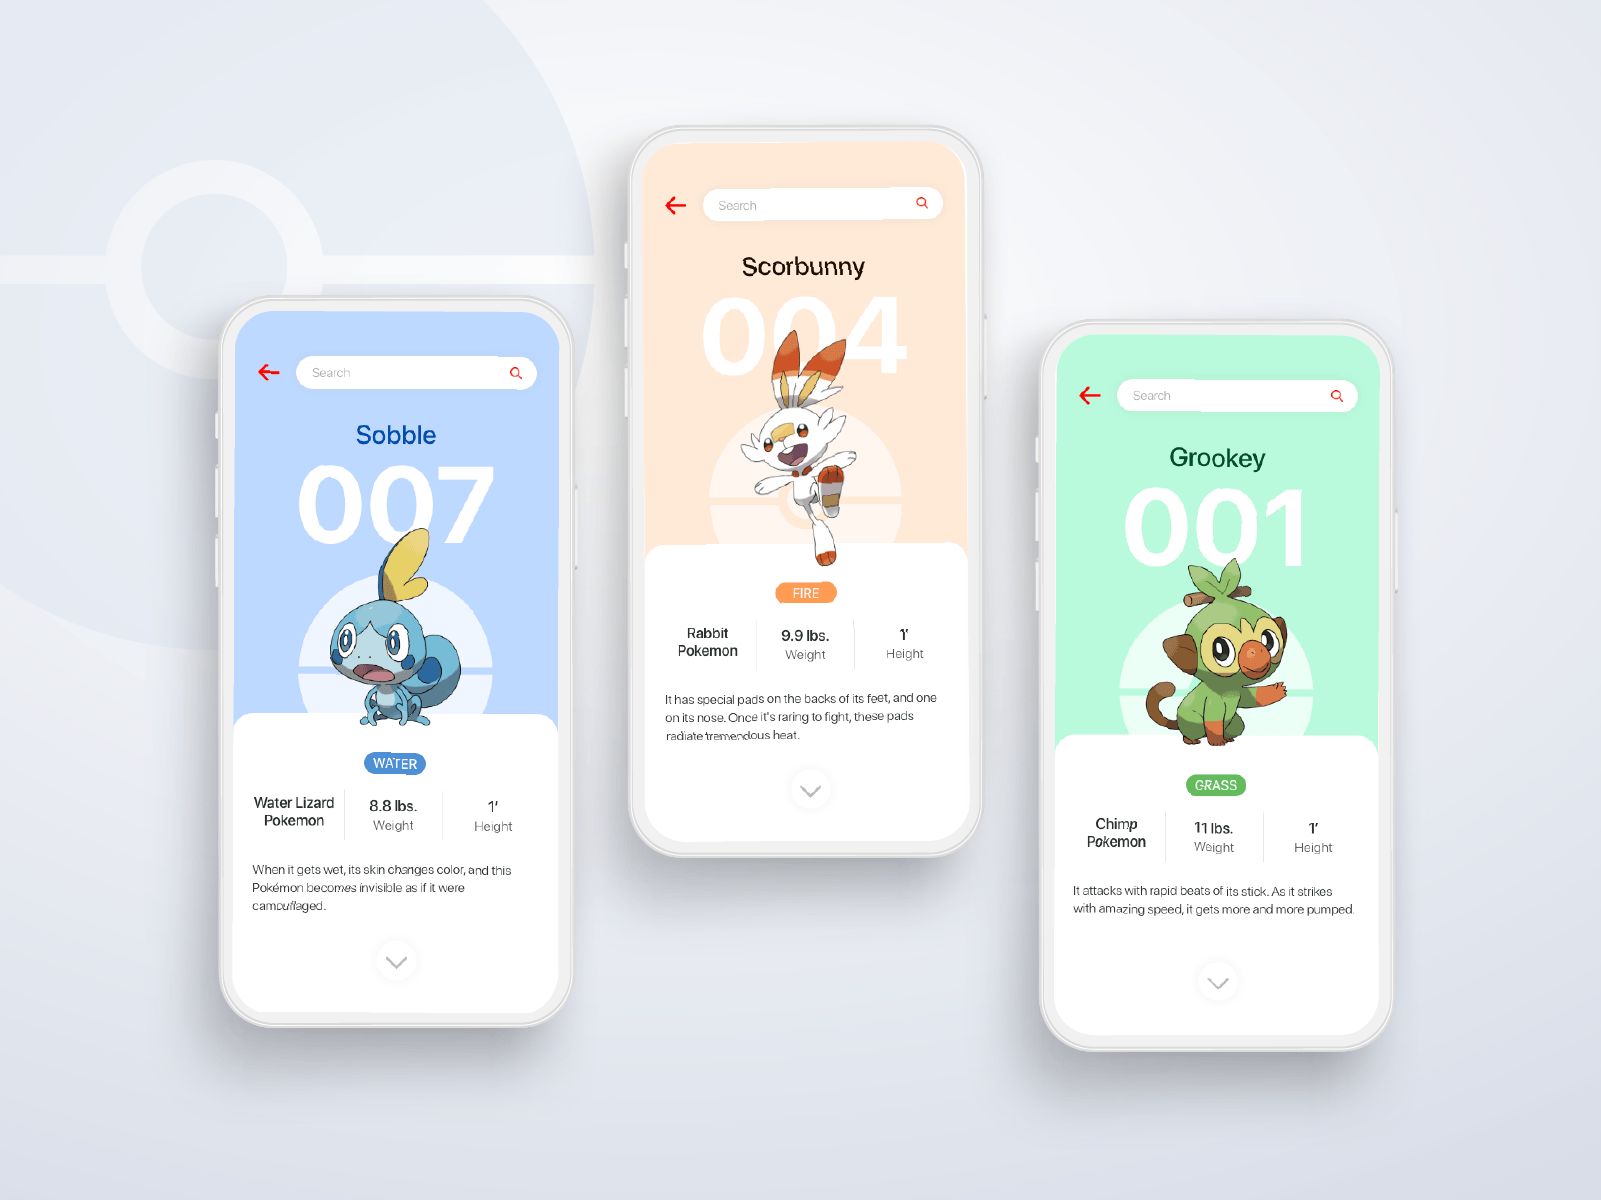 Search
Sobble
007
WATER
Water Lizard
Pokemon
8.8 lbs.
Weight
1'
Height
When it gets wet, its skin changes color, and this
Pokémon becomes invisible as if it were
camouflaged.
Search
Scorbunny
004
FIRE
Rabbit
Pokemon
9.9 lbs.
Weight
1'
Height
It has special pads on the backs of its feet, and one
on its nose. Once it's raring to fight, these pads
radiate tremendous heat.
Search
Grookey
001
GRASS
Chimp
Pokemon
11 lbs.
Weight
1'
Height
It attacks with rapid beats of its stick. As it strikes
with amazing speed, it gets more and more pumped.